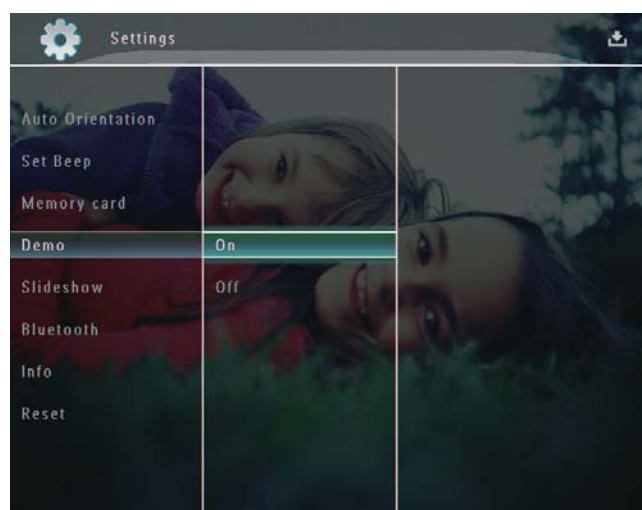 Settings
Auto Orientation
Set Beep
Memory card
Demo
On
Slideshow
Off
Bluetooth
Info
Reset